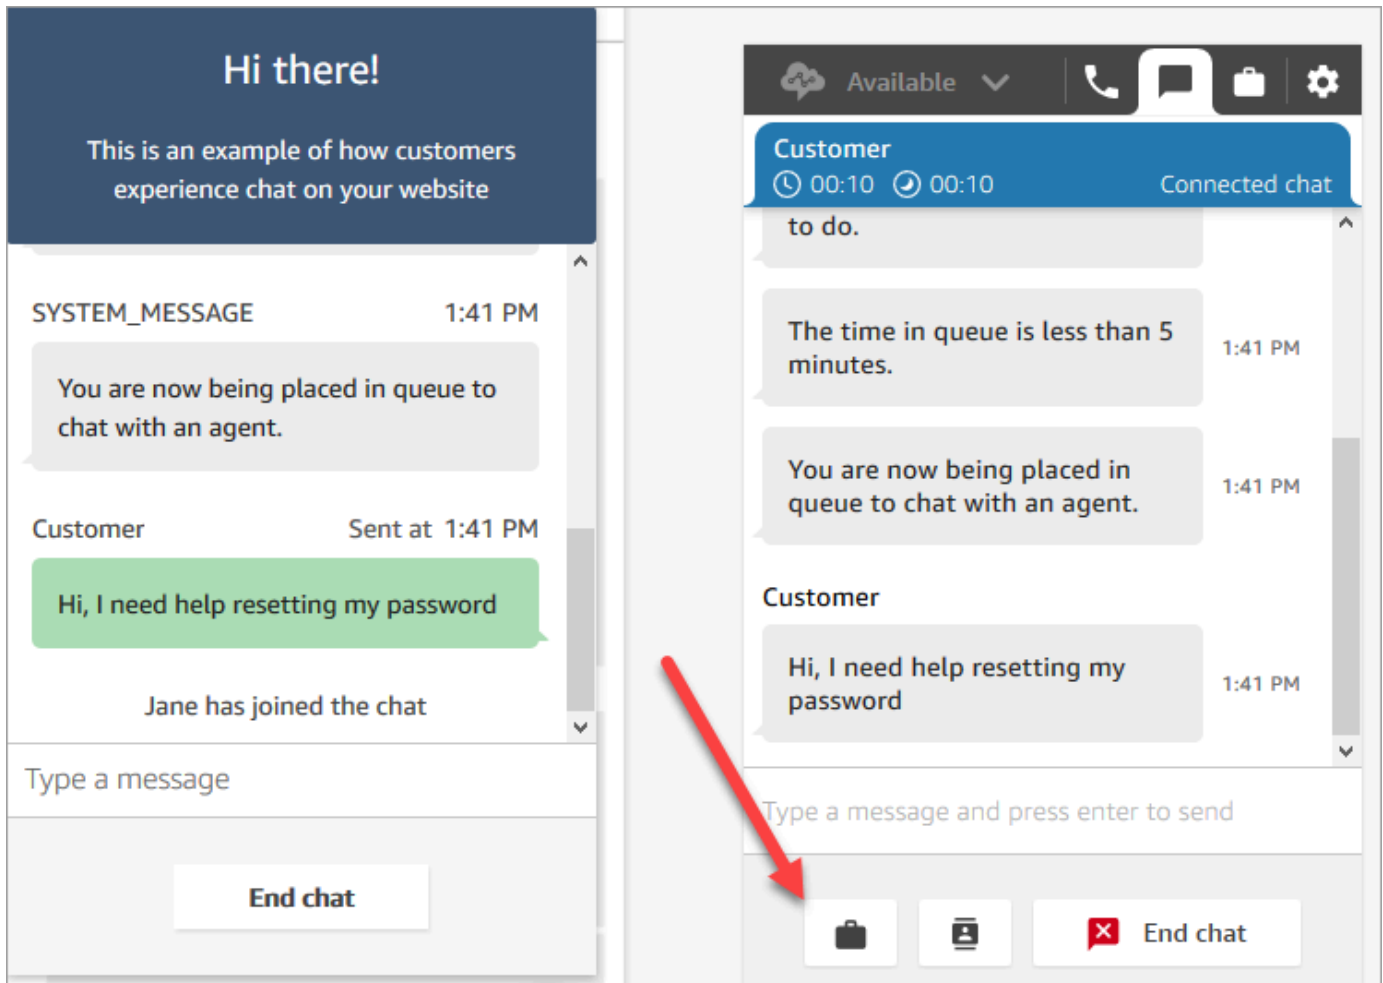 Hi there!
This is an example of how customers
experience chat on your website
SYSTEM_MESSAGE 1:41 PM
You are now being placed in queue to
chat with an agent.
Customer Sent at 1:41 PM
Hi, I need help resetting my password
Jane has joined the chat
Type a message
End chat
Available
Customer
00:10 00:10 Connected chat
to do.
The time in queue is less than 5
minutes.
1:41 PM
You are now being placed in
queue to chat with an agent.
1:41 PM
Customer
Hi, I need help resetting my
password
1:41 PM
Type a message and press enter to send
End chat